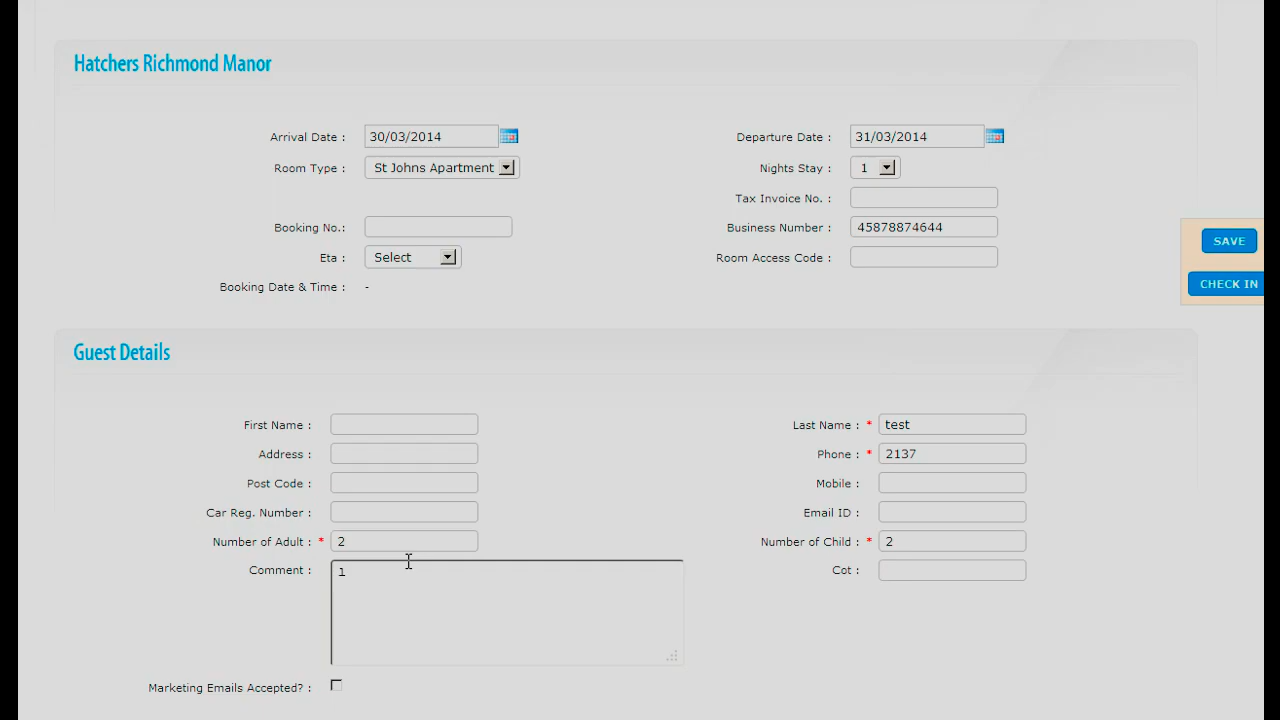 Hatchers Richmond Manor
Arrival Date : 30/03/2014 Departure Date : 31/03/2014
Room Type : St Johns Apartment Nights Stay : 1
Tax Invoice No. :
Booking No.: Business Number : 45878874644
Eta : Select Room Access Code :
SAVE
Booking Date & Time : -
CHECK IN
Guest Details
First Name : Last Name : * test
Address : Phone : * 2137
Post Code : Mobile :
Car Reg. Number : Email ID :
Number of Adult : * 2 Number of Child : * 2
Comment : 1 Cot :
Marketing Emails Accepted? :